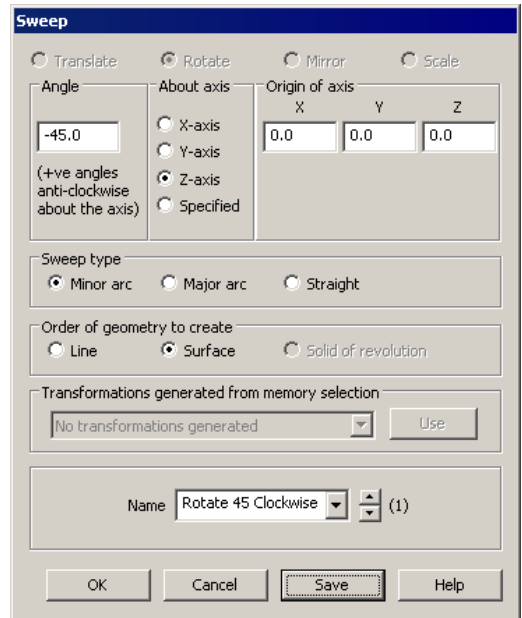 Sweep
Translate Rotate Mirror Scale
Angle About axis Origin of axis
X Y Z
-45.0 X-axis 0.0 0.0 0.0
Y-axis
(+ve angles Z-axis
anti-clockwise
about the axis) Specified
Sweep type
Minor arc Major arc Straight
Order of geometry to create
Line Surface Solid of revolution
Transformations generated from memory selection
No transformations generated Use
Name Rotate 45 Clockwise (1)
OK Cancel Save Help